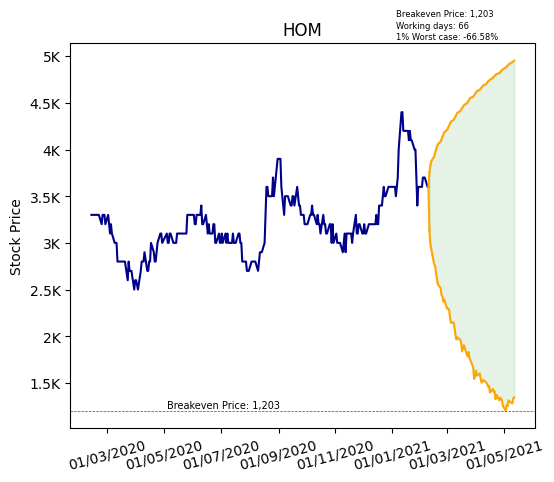 Breakeven Price: 1,203
Working days: 66
1% Worst case: -66.58%
HOM
Stock Price
5K
4.5K
4K
3.5K
3K
2.5K
2K
1.5K
Breakeven Price: 1,203
01/03/2020
01/05/2020
01/07/2020
01/09/2020
01/11/2020
01/01/2021
01/03/2021
01/05/2021